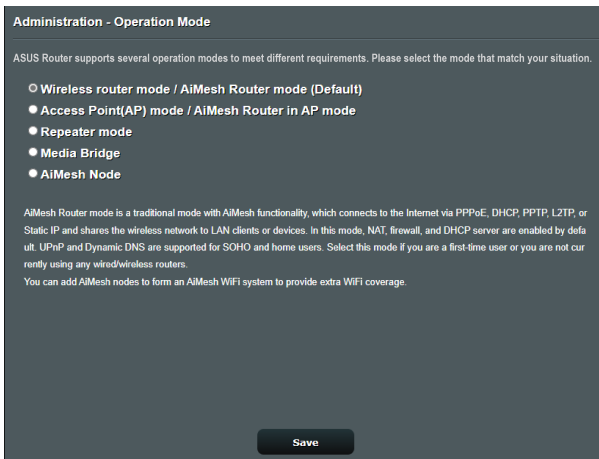 Administration - Operation Mode
ASUS Router supports several operation modes to meet different requirements. Please select the mode that match your situation.
Wireless router mode / AiMesh Router mode (Default)
Access Point(AP) mode / AiMesh Router in AP mode
Repeater mode
Media Bridge
AiMesh Node
AiMesh Router mode is a traditional mode with AiMesh functionality, which connects to the Internet via PPPoE, DHCP, PPTP, L2TP, or
Static IP and shares the wireless network to LAN clients or devices. In this mode, NAT, firewall, and DHCP server are enabled by defa
ult. UPnP and Dynamic DNS are supported for SOHO and home users. Select this mode if you are a first-time user or you are not cur
rently using any wired/wireless routers.
You can add AiMesh nodes to form an AiMesh WiFi system to provide extra WiFi coverage.
Save